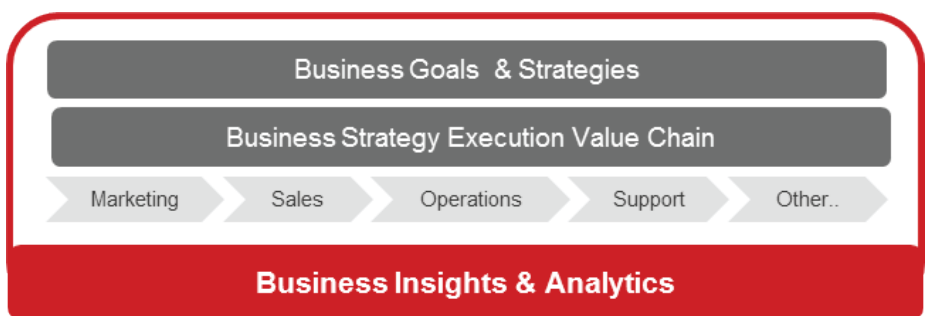 Business Goals & Strategies
Business Strategy Execution Value Chain
Marketing Sales Operations Support Other..
Business Insights & Analytics